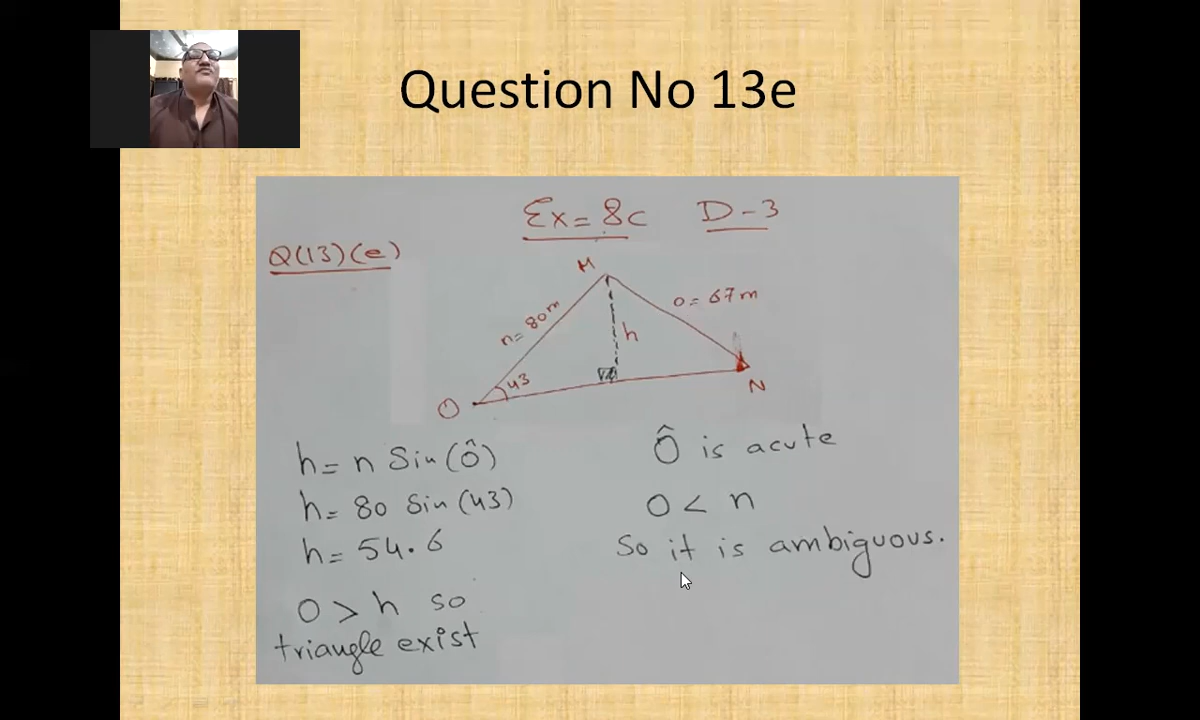 Question No 13e
Ex=8c D-3
Q(13)(e)
M
n=80m
o=67m
h
43
O
N
h=n Sin(Ô)
h=80 Sin(43)
h=54.6
O>h so
triangle exist
Ô is acute
O<n
So it is ambiguous.